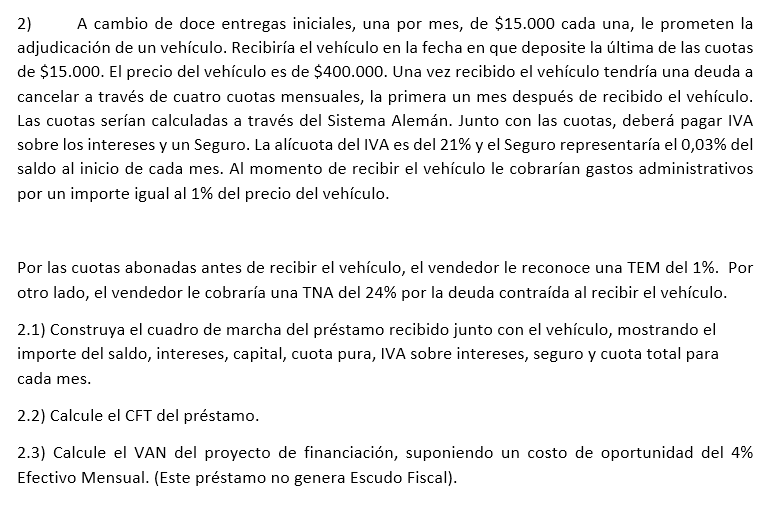 2) A cambio de doce entregas iniciales, una por mes, de $15.000 cada una, le prometen la
adjudicación de un vehículo. Recibiría el vehículo en la fecha en que deposite la última de las cuotas
de $15.000. El precio del vehículo es de $400.000. Una vez recibido el vehículo tendría una deuda a
cancelar a través de cuatro cuotas mensuales, la primera un mes después de recibido el vehículo.
Las cuotas serían calculadas a través del Sistema Alemán. Junto con las cuotas, deberá pagar IVA
sobre los intereses y un Seguro. La alícuota del IVA es del 21% y el Seguro representaría el 0,03% del
saldo al inicio de cada mes. Al momento de recibir el vehículo le cobrarían gastos administrativos
por un importe igual al 1% del precio del vehículo.
Por las cuotas abonadas antes de recibir el vehículo, el vendedor le reconoce una TEM del 1%. Por
otro lado, el vendedor le cobraría una TNA del 24% por la deuda contraída al recibir el vehículo.
2.1) Construya el cuadro de marcha del préstamo recibido junto con el vehículo, mostrando el
importe del saldo, intereses, capital, cuota pura, IVA sobre intereses, seguro y cuota total para
cada mes.
2.2) Calcule el CFT del préstamo.
2.3) Calcule el VAN del proyecto de financiación, suponiendo un costo de oportunidad del 4%
Efectivo Mensual. (Este préstamo no genera Escudo Fiscal).